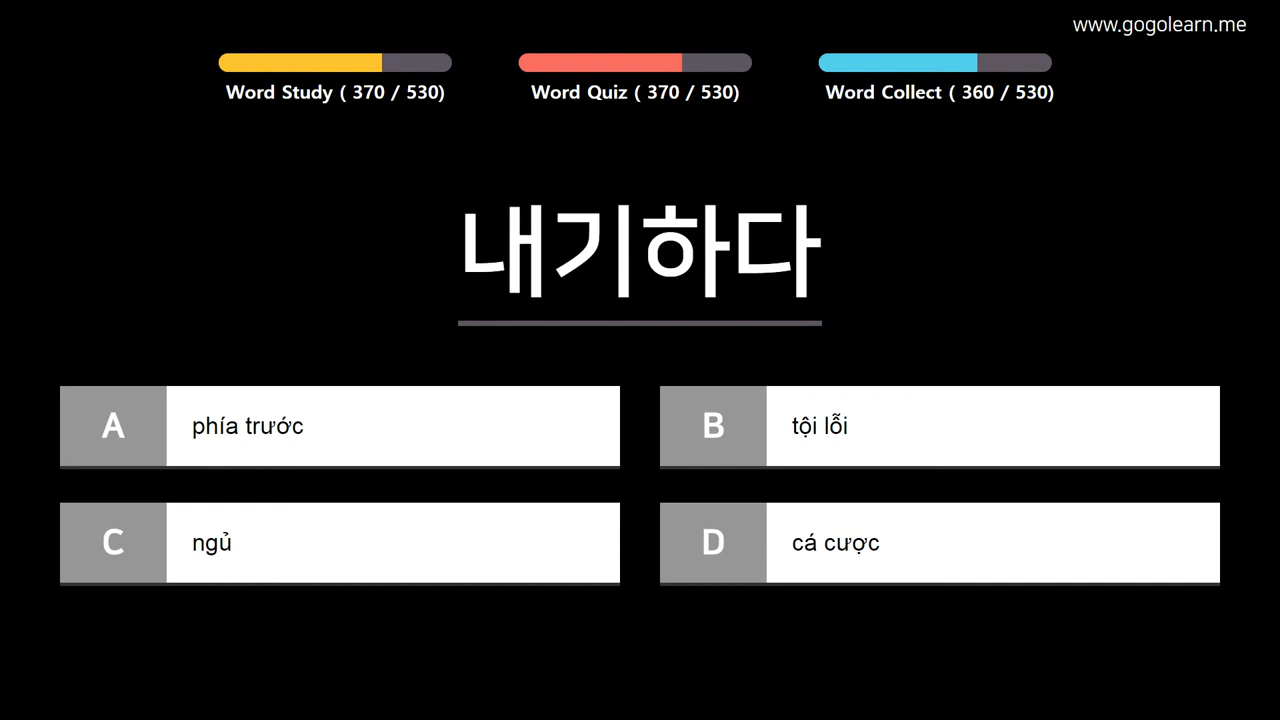 www.gogolearn.me
Word Study ( 370 / 530)
Word Quiz ( 370 / 530)
Word Collect ( 360 / 530)
내기하다
A phía trước
B tội lỗi
C ngủ
D cá cược